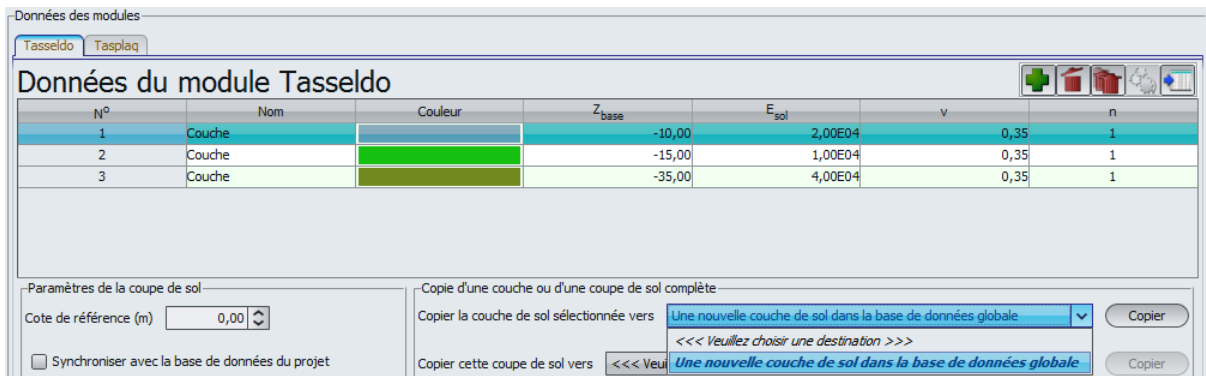 Données des modules
Tasseldo Tasplaq
Données du module Tasseldo
Nº Nom Couleur Zbase Esol ν n
1 Couche -10,00 2,00E04 0,35 1
2 Couche -15,00 1,00E04 0,35 1
3 Couche -35,00 4,00E04 0,35 1
Paramètres de la coupe de sol
Cote de référence (m) 0,00
Synchroniser avec la base de données du projet
Copie d'une couche ou d'une coupe de sol complète
Copier la couche de sol sélectionnée vers Une nouvelle couche de sol dans la base de données globale Copier
<<< Veuillez choisir une destination >>>
Copier cette coupe de sol vers <<< Veui Une nouvelle couche de sol dans la base de données globale Copier